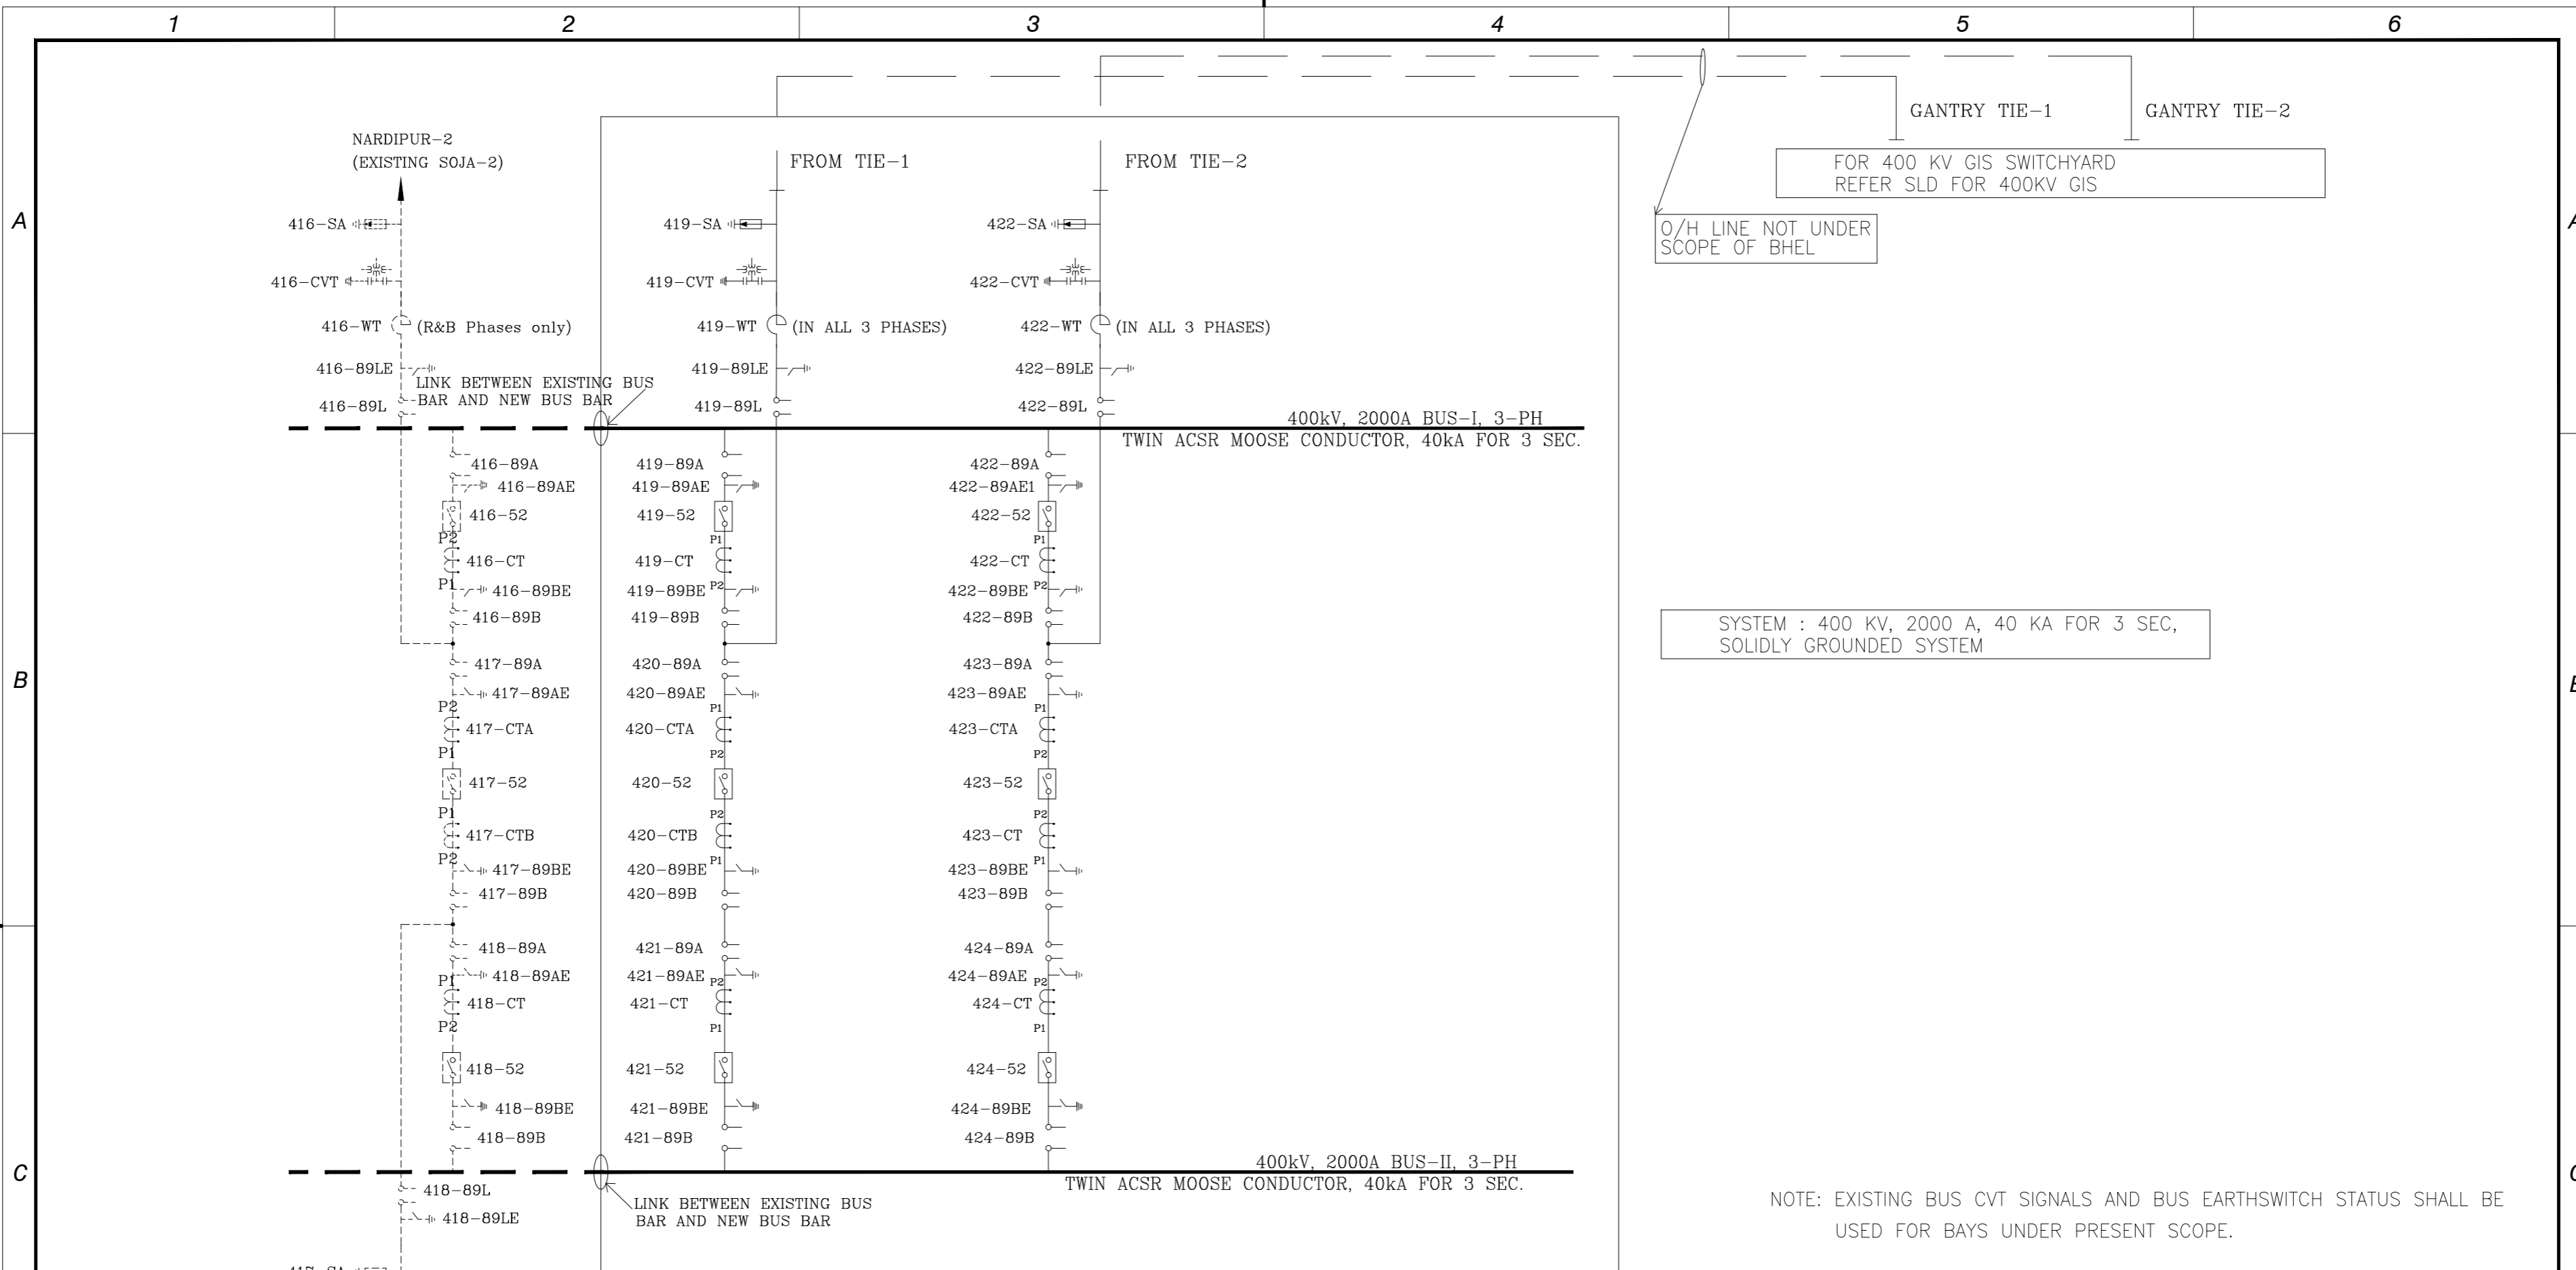 1 2 3 4 5 6
GANTRY TIE-1 GANTRY TIE-2
NARDIPUR-2
(EXISTING SOJA-2)
FROM TIE-1 FROM TIE-2
FOR 400 KV GIS SWITCHYARD
REFER SLD FOR 400KV GIS
A
416-SA 419-SA 422-SA
O/H LINE NOT UNDER
SCOPE OF BHEL
416-CVT 419-CVT 422-CVT
416-WT (R&B Phases only) 419-WT (IN ALL 3 PHASES) 422-WT (IN ALL 3 PHASES)
416-89LE 419-89LE 422-89LE
LINK BETWEEN EXISTING BUS
BAR AND NEW BUS BAR
416-89L 419-89L 422-89L
400kV, 2000A BUS-I, 3-PH
TWIN ACSR MOOSE CONDUCTOR, 40kA FOR 3 SEC.
416-89A 419-89A 422-89A
416-89AE 419-89AE 422-89AE1
416-52 419-52 422-52
P2 P1 P1
416-CT 419-CT 422-CT
P1 P2 P2
416-89BE 419-89BE 422-89BE
416-89B 419-89B 422-89B
SYSTEM : 400 KV, 2000 A, 40 KA FOR 3 SEC,
SOLIDLY GROUNDED SYSTEM
417-89A 420-89A 423-89A
B
417-89AE 420-89AE 423-89AE
P2 P1 P1
417-CTA 420-CTA 423-CTA
P1 P2 P2
417-52 420-52 423-52
P1 P2 P2
417-CTB 420-CTB 423-CT
P2 P1 P1
417-89BE 420-89BE 423-89BE
417-89B 420-89B 423-89B
418-89A 421-89A 424-89A
418-89AE 421-89AE 424-89AE
P1 P2 P2
418-CT 421-CT 424-CT
P2 P1 P1
418-52 421-52 424-52
418-89BE 421-89BE 424-89BE
418-89B 421-89B 424-89B
400kV, 2000A BUS-II, 3-PH
C
TWIN ACSR MOOSE CONDUCTOR, 40kA FOR 3 SEC.
418-89L
LINK BETWEEN EXISTING BUS
BAR AND NEW BUS BAR
418-89LE
NOTE: EXISTING BUS CVT SIGNALS AND BUS EARTHSWITCH STATUS SHALL BE
USED FOR BAYS UNDER PRESENT SCOPE.